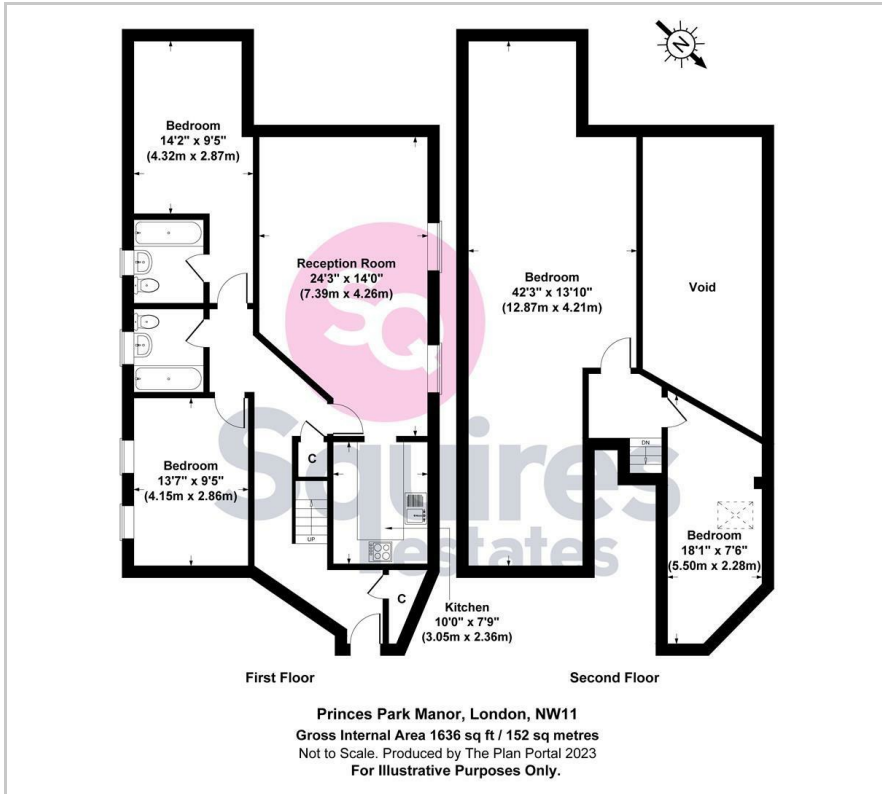 N
Bedroom
14'2" x 9'5"
(4.32m x 2.87m)
Reception Room
24'3" x 14'0"
(7.39m x 4.26m)
Bedroom
13'7" x 9'5"
(4.15m x 2.86m)
C
UP
C
Kitchen
10'0" x 7'9"
(3.05m x 2.36m)
First Floor
Bedroom
42'3" x 13'10"
(12.87m x 4.21m)
Void
DN
Bedroom
18'1" x 7'6"
(5.50m x 2.28m)
Second Floor
SQ
Squires
estates
Princes Park Manor, London, NW11
Gross Internal Area 1636 sq ft / 152 sq metres
Not to Scale. Produced by The Plan Portal 2023
For Illustrative Purposes Only.